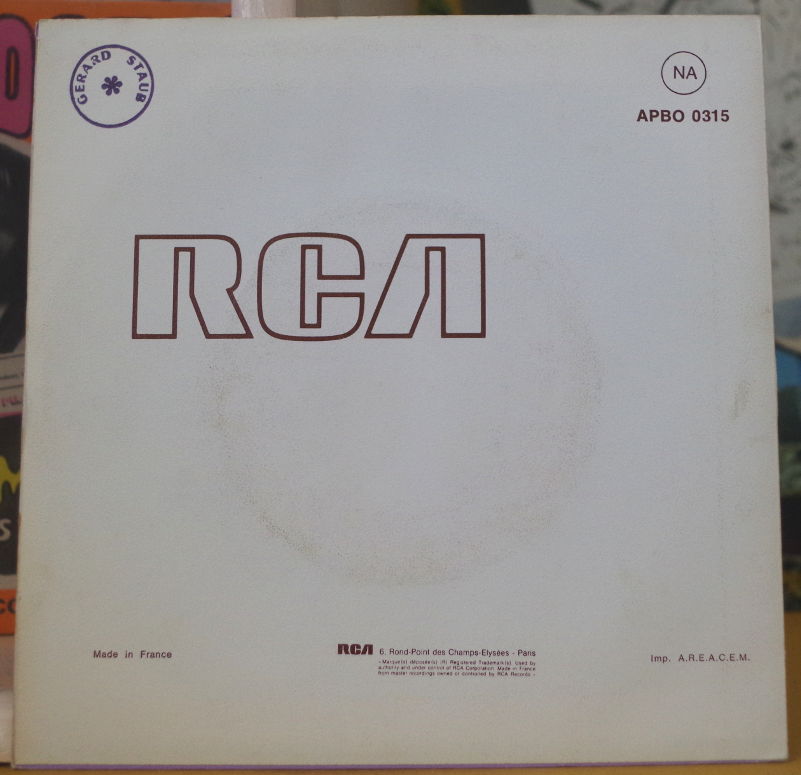 GERARD STAUB
*
NA
APBO 0315
RCA
Made in France
RCA 6, Rond-Point des Champs-Elysées - Paris
- Marque(s) (s) (R) Registered Trademark(s). Used by
authority and under control of RCA Corporation. Made in France
from master recordings owned or controlled by RCA Records -
Imp. A.R.E.A.C.E.M.